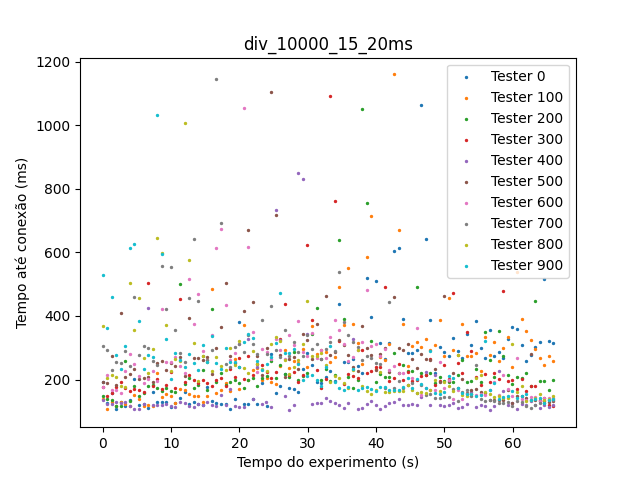 div_10000_15_20ms
Tempo até conexão (ms)
1200
1000
800
600
400
200
0
10
20
30
40
50
60
Tempo do experimento (s)
Tester 0
Tester 100
Tester 200
Tester 300
Tester 400
Tester 500
Tester 600
Tester 700
Tester 800
Tester 900